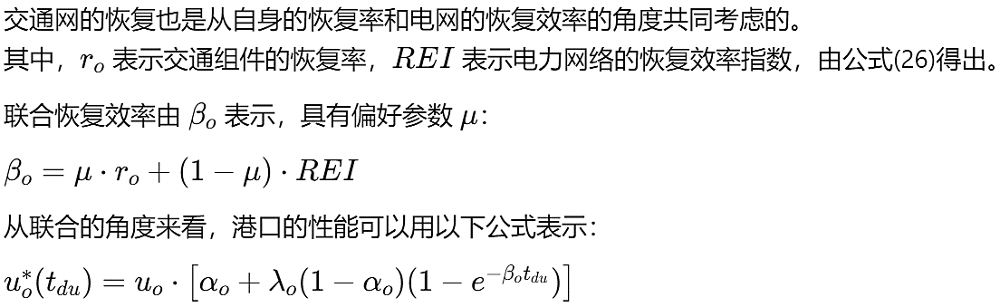 交通网的恢复也是从自身的恢复率和电网的恢复效率的角度共同考虑的。
其中，$r_o$ 表示交通组件的恢复率，$REI$ 表示电力网络的恢复效率指数，由公式(26)得出。
联合恢复效率由 $\beta_o$ 表示，具有偏好参数 $\mu$：
$\beta_o = \mu \cdot r_o + (1 - \mu) \cdot REI$
从联合的角度来看，港口的性能可以用以下公式表示：
$u_o^*(t_{du}) = u_o \cdot \left[\alpha_o + \lambda_o(1 - \alpha_o)(1 - e^{-\beta_o t_{du}})\right]$